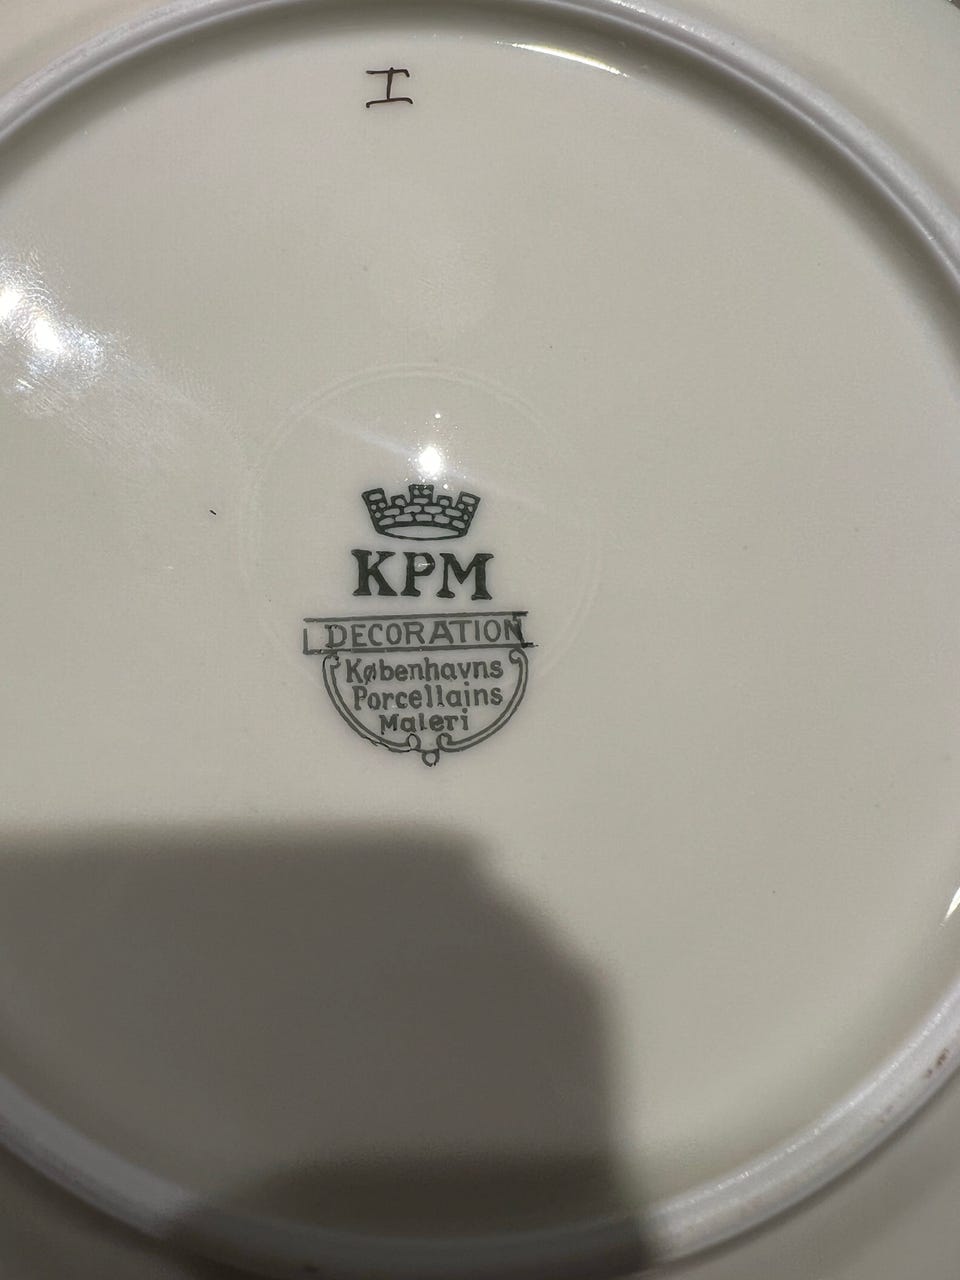 I
KPM
DECORATION
Københavns
Porcellains
Maleri